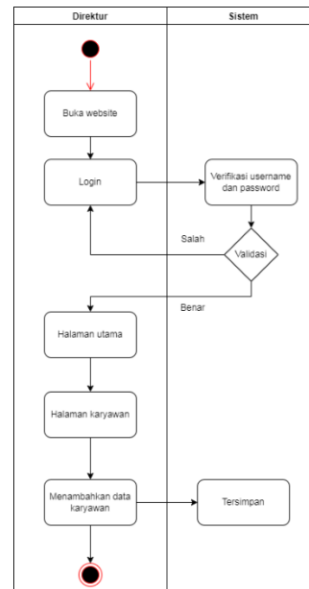 Direktur
Sistem
Buka website
Login
Verifikasi username
dan password
Salah
Validasi
Benar
Halaman utama
Halaman karyawan
Menambahkan data
karyawan
Tersimpan